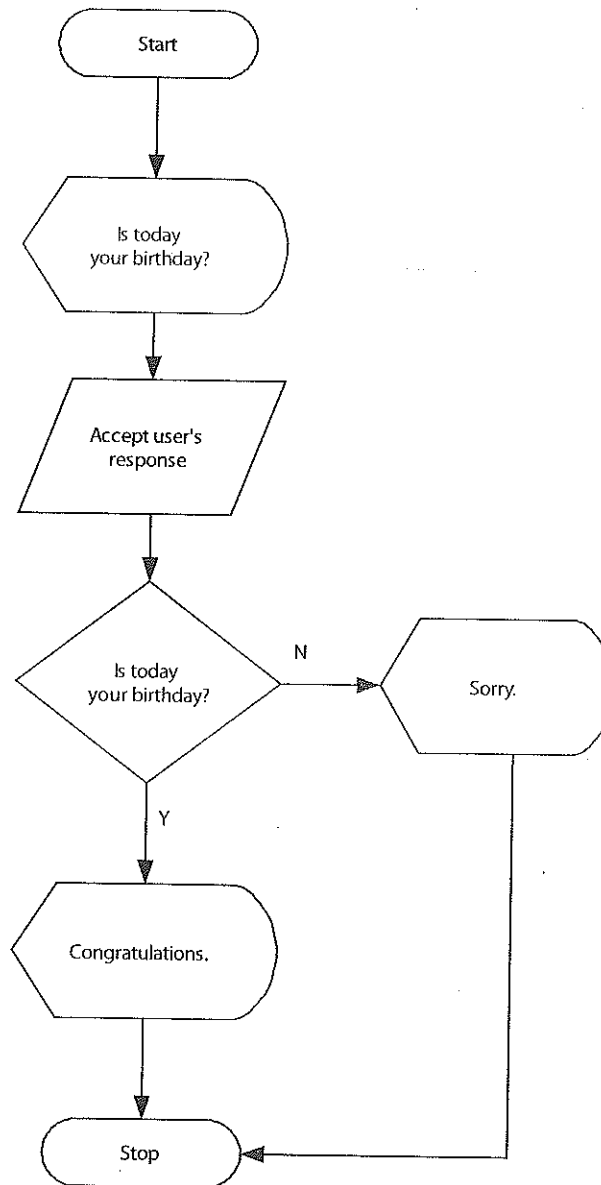 Start
Is today
your birthday?
Accept user's
response
Is today
your birthday?
N
Sorry.
Y
Congratulations.
Stop